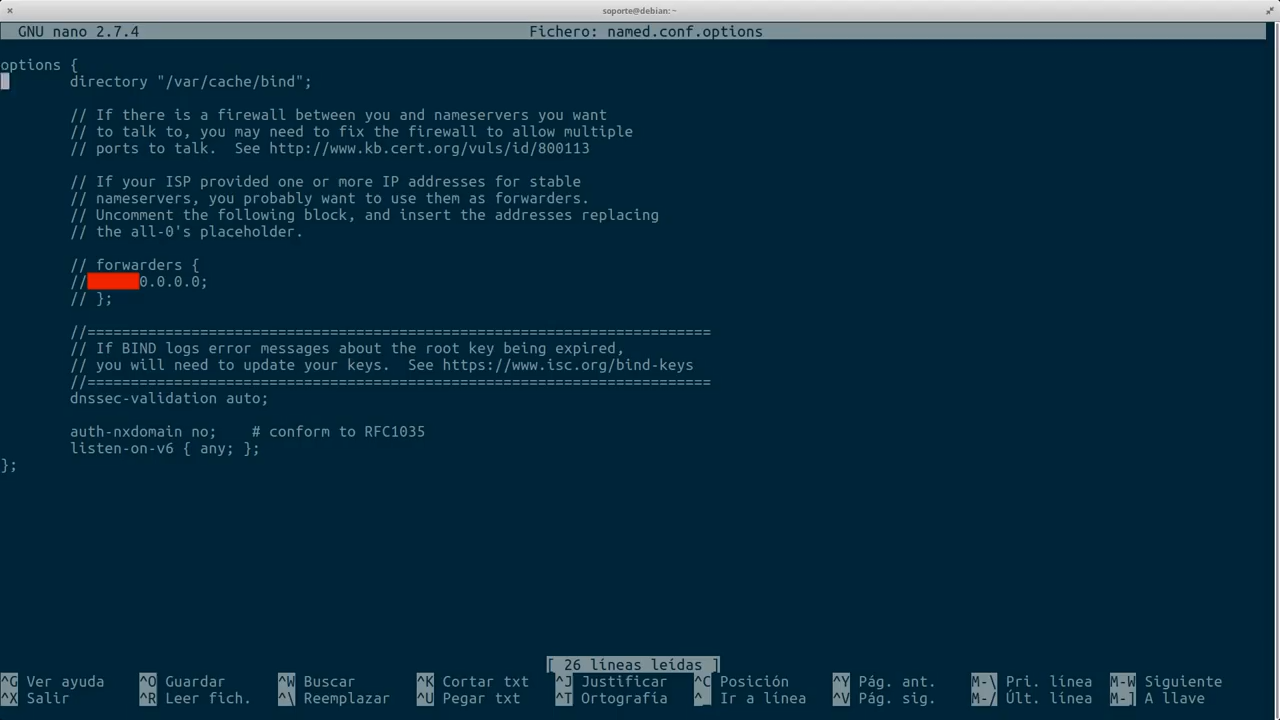 soporte@debian: ~
GNU nano 2.7.4 Fichero: named.conf.options
options {
directory "/var/cache/bind";
// If there is a firewall between you and nameservers you want
// to talk to, you may need to fix the firewall to allow multiple
// ports to talk.  See http://www.kb.cert.org/vuls/id/800113
// If your ISP provided one or more IP addresses for stable
// nameservers, you probably want to use them as forwarders.
// Uncomment the following block, and insert the addresses replacing
// the all-0's placeholder.
// forwarders {
// 0.0.0.0;
// };
//========================================================================
// If BIND logs error messages about the root key being expired,
// you will need to update your keys.  See https://www.isc.org/bind-keys
//========================================================================
dnssec-validation auto;
auth-nxdomain no;    # conform to RFC1035
listen-on-v6 { any; };
};
[ 26 líneas leídas ]
^G Ver ayuda ^O Guardar ^W Buscar ^K Cortar txt ^J Justificar ^C Posición ^Y Pág. ant. M-\ Pri. línea M-W Siguiente
^X Salir ^R Leer fich. ^\ Reemplazar ^U Pegar txt ^T Ortografía ^_ Ir a línea ^V Pág. sig. M-/ Últ. línea M-] A llave